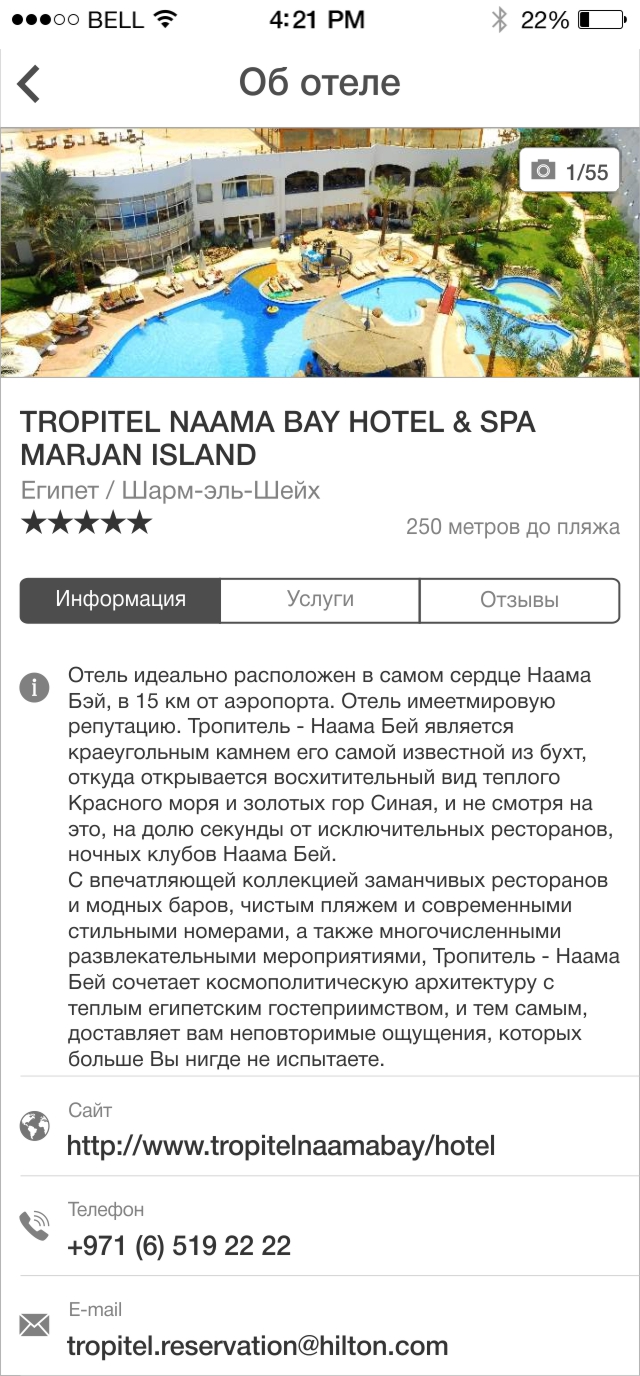 BELL 4:21 PM 22%
Об отеле
1/55
TROPITEL NAAMA BAY HOTEL & SPA
MARJAN ISLAND
Египет / Шарм-эль-Шейх
★★★★★ 250 метров до пляжа
Информация Услуги Отзывы
Отель идеально расположен в самом сердце Наама
Бэй, в 15 км от аэропорта. Отель имеетмировую
репутацию. Тропитель - Наама Бей является
краеугольным камнем его самой известной из бухт,
откуда открывается восхитительный вид теплого
Красного моря и золотых гор Синая, и не смотря на
это, на долю секунды от исключительных ресторанов,
ночных клубов Наама Бей.
С впечатляющей коллекцией заманчивых ресторанов
и модных баров, чистым пляжем и современными
стильными номерами, а также многочисленными
развлекательными мероприятиями, Тропитель - Наама
Бей сочетает космополитическую архитектуру с
теплым египетским гостеприимством, и тем самым,
доставляет вам неповторимые ощущения, которых
больше Вы нигде не испытаете.
Сайт
http://www.tropitelnaamabay/hotel
Телефон
+971 (6) 519 22 22
E-mail
tropitel.reservation@hilton.com